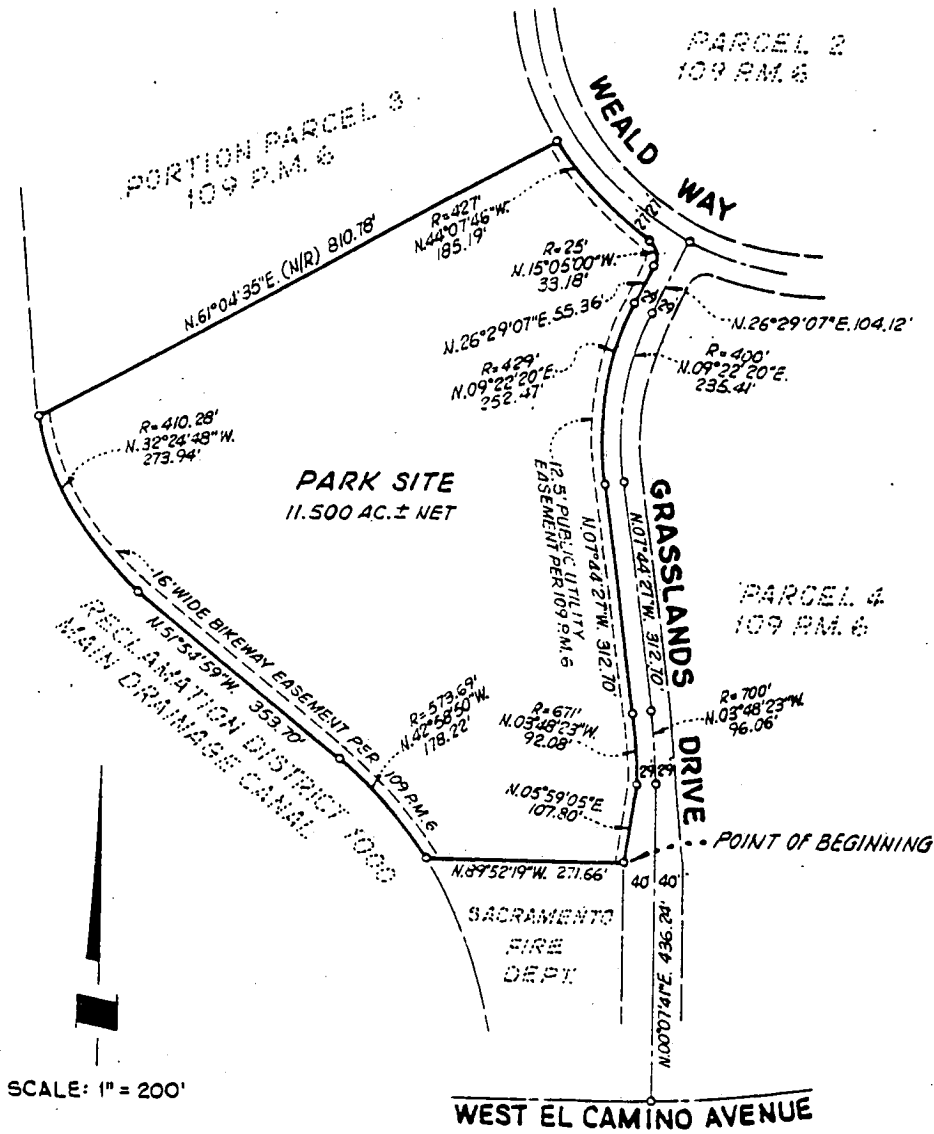 PARCEL 2
109 P.M. 6
WEALD WAY
PORTION PARCEL 3
109 P.M. 6
R=427'
N.44°07'46"W.
185.19'
27 27
N.61°04'35"E. (N/R) 810.78'
R=25'
N.15°05'00"W.
33.18'
N.26°29'07"E. 55.36'
29 29
N.26°29'07"E. 104.12'
R=429'
N.09°22'20"E.
252.47'
R=400'
N.09°22'20"E.
235.41'
R=410.28'
N.32°24'48"W.
273.94'
PARK SITE
11.500 AC.± NET
12.5' PUBLIC UTILITY
EASEMENT PER 109 P.M. 6
N.07°44'27"W. 312.70'
N.07°44'27"W. 312.70'
GRASSLANDS DRIVE
PARCEL 4
109 P.M. 6
16' WIDE BIKEWAY EASEMENT PER 109 P.M. 6
N.51°54'59"W. 353.70'
RECLAMATION DISTRICT 1000
MAIN DRAINAGE CANAL
R=573.69'
N.42°58'50"W.
178.22'
R=671'
N.03°48'23"W.
92.08'
R=700'
N.03°48'23"W.
96.06'
29 29
N.05°59'05"E
107.80'
POINT OF BEGINNING
N.89°52'19"W. 271.66'
40' 40'
SACRAMENTO
FIRE
DEPT.
N.00°07'41"E. 436.24'
SCALE: 1" = 200'
WEST EL CAMINO AVENUE